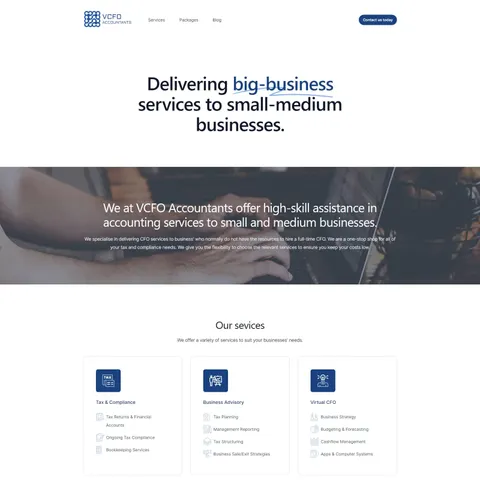 VCFO
ACCOUNTANTS
Services
Packages
Blog
Contact us today
Delivering big-business
services to small-medium
businesses.
We at VCFO Accountants offer high-skill assistance in
accounting services to small and medium businesses.
We specialise in delivering CFO services to business' who normally do not have the resources to hire a full-time CFO. We are a one-stop shop for all of
your tax and compliance needs. We give you the flexibility to choose the relevant services to ensure you keep your costs low.
Our sevices
We offer a variety of services to suit your businesses' needs.
TAX
Tax & Compliance
Tax Returns & Financial
Accounts
Ongoing Tax Compliance
Bookkeeping Services
Business Advisory
Tax Planning
Management Reporting
Tax Structuring
Business Sale/Exit Strategies
Virtual CFO
Business Strategy
Budgeting & Forecasting
Cashflow Management
Apps & Computer Systems